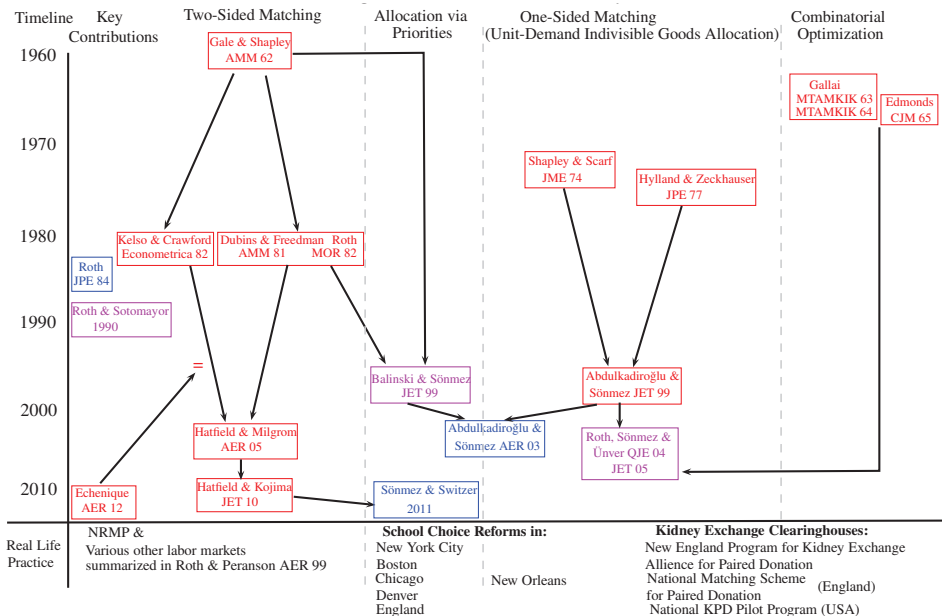 Timeline
Key
Contributions
Two-Sided Matching
Allocation via
Priorities
One-Sided Matching
(Unit-Demand Indivisible Goods Allocation)
Combinatorial
Optimization
1960
Gale & Shapley
AMM 62
Gallai
MTAMKIK 63
MTAMKIK 64
Edmonds
CJM 65
1970
Shapley & Scarf
JME 74
Hylland & Zeckhauser
JPE 77
1980
Kelso & Crawford
Econometrica 82
Dubins & Freedman Roth
AMM 81 MOR 82
Roth
JPE 84
1990
Roth & Sotomayor
1990
=
Balinski & Sönmez
JET 99
Abdulkadiroğlu &
Sönmez JET 99
2000
Hatfield & Milgrom
AER 05
Abdulkadiroğlu &
Sönmez AER 03
Roth, Sönmez &
Ünver QJE 04
JET 05
2010
Echenique
AER 12
Hatfield & Kojima
JET 10
Sönmez & Switzer
2011
Real Life
Practice
NRMP &
Various other labor markets
summarized in Roth & Peranson AER 99
School Choice Reforms in:
New York City
Boston
Chicago
Denver
England
New Orleans
Kidney Exchange Clearinghouses:
New England Program for Kidney Exchange
Alliance for Paired Donation
National Matching Scheme
for Paired Donation
(England)
National KPD Pilot Program (USA)